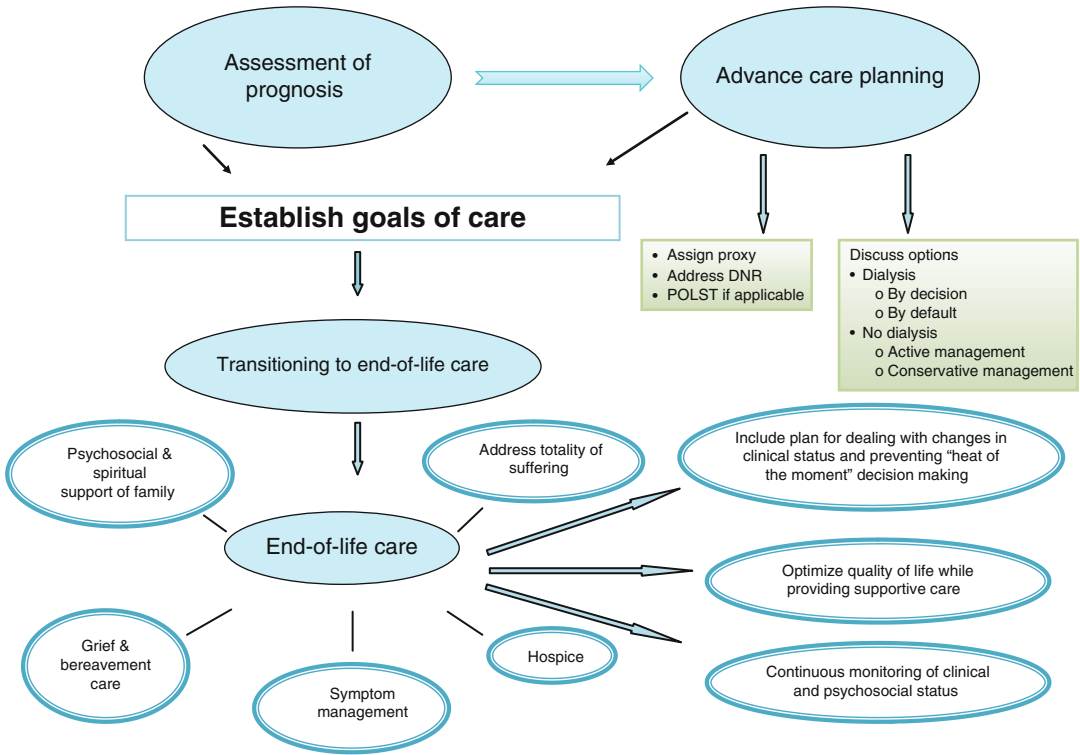 Assessment of
prognosis
Advance care planning
Establish goals of care
• Assign proxy
• Address DNR
• POLST if applicable
Discuss options
• Dialysis
o By decision
o By default
• No dialysis
o Active management
o Conservative management
Transitioning to end-of-life care
Psychosocial &
spiritual
support of family
Address totality of
suffering
Include plan for dealing with changes in
clinical status and preventing “heat of
the moment” decision making
End-of-life care
Optimize quality of life while
providing supportive care
Grief &
bereavement
care
Symptom
management
Hospice
Continuous monitoring of clinical
and psychosocial status